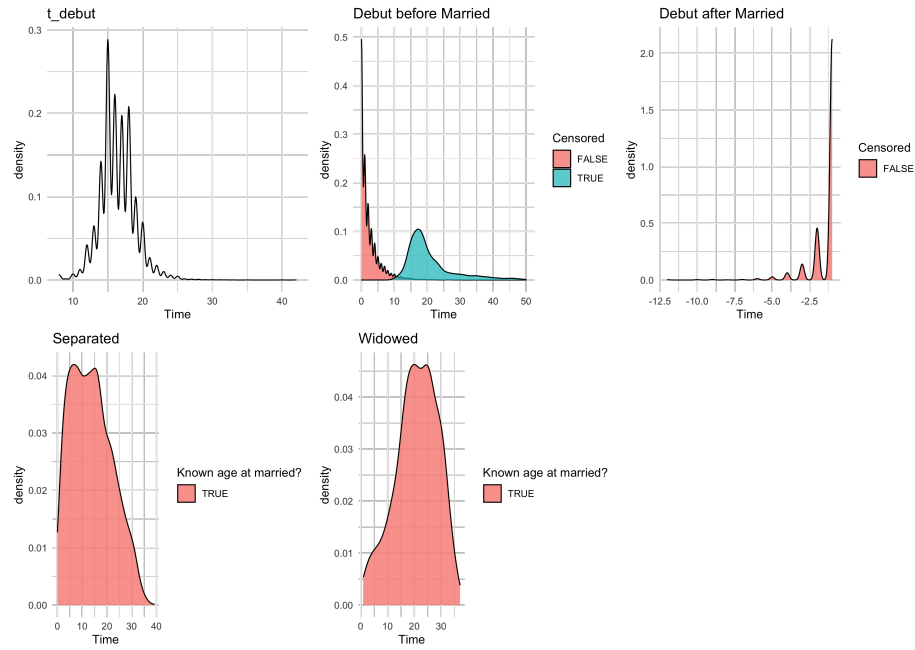 t_debut
0.3
0.2
0.1
0.0
density
10 20 30 40
Time
Debut before Married
0.5
0.4
0.3
0.2
0.1
0.0
density
0 10 20 30 40 50
Time
Censored
FALSE
TRUE
Debut after Married
2.0
1.5
1.0
0.5
0.0
density
-12.5 -10.0 -7.5 -5.0 -2.5
Time
Censored
FALSE
Separated
0.04
0.03
0.02
0.01
0.00
density
0 10 20 30 40
Time
Known age at married?
TRUE
Widowed
0.04
0.03
0.02
0.01
0.00
density
0 10 20 30
Time
Known age at married?
TRUE